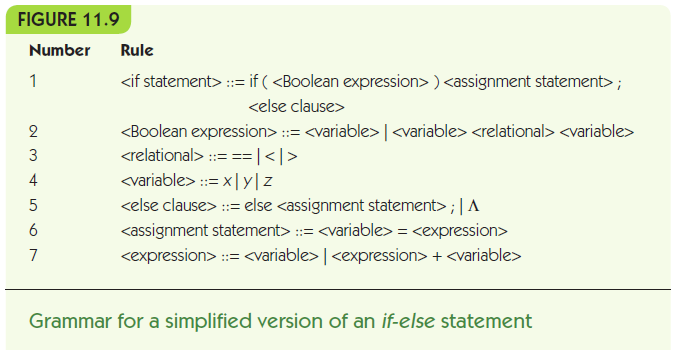 FIGURE 11.9
Number Rule
1 <if statement> ::= if ( <Boolean expression> ) <assignment statement> ;
<else clause>
2 <Boolean expression> ::= <variable> | <variable> <relational> <variable>
3 <relational> ::= == | < | >
4 <variable> ::= x | y | z
5 <else clause> ::= else <assignment statement> ; | Λ
6 <assignment statement> ::= <variable> = <expression>
7 <expression> ::= <variable> | <expression> + <variable>
Grammar for a simplified version of an if-else statement